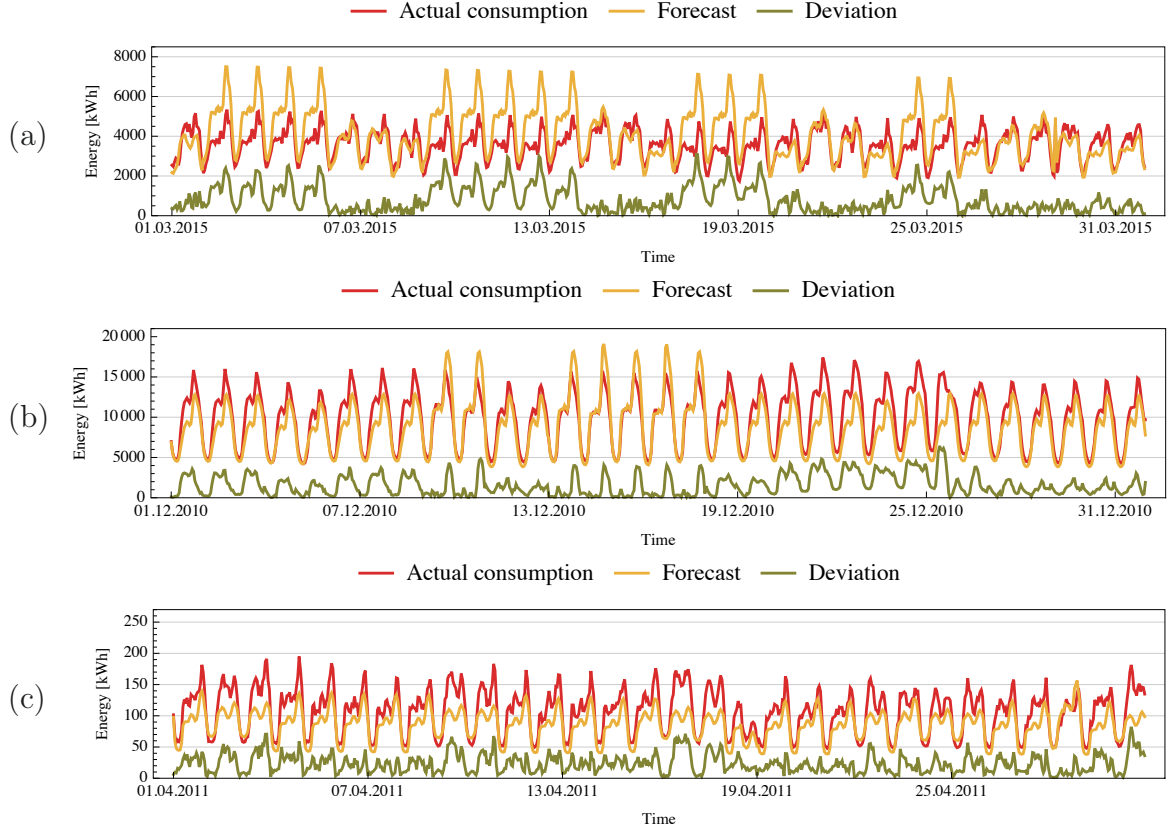 Actual consumption Forecast Deviation
(a)
Energy [kWh]
8000
6000
4000
2000
0
01.03.2015 07.03.2015 13.03.2015 19.03.2015 25.03.2015 31.03.2015
Time
Actual consumption Forecast Deviation
(b)
Energy [kWh]
20 000
15 000
10 000
5000
0
01.12.2010 07.12.2010 13.12.2010 19.12.2010 25.12.2010 31.12.2010
Time
Actual consumption Forecast Deviation
(c)
Energy [kWh]
250
200
150
100
50
0
01.04.2011 07.04.2011 13.04.2011 19.04.2011 25.04.2011
Time